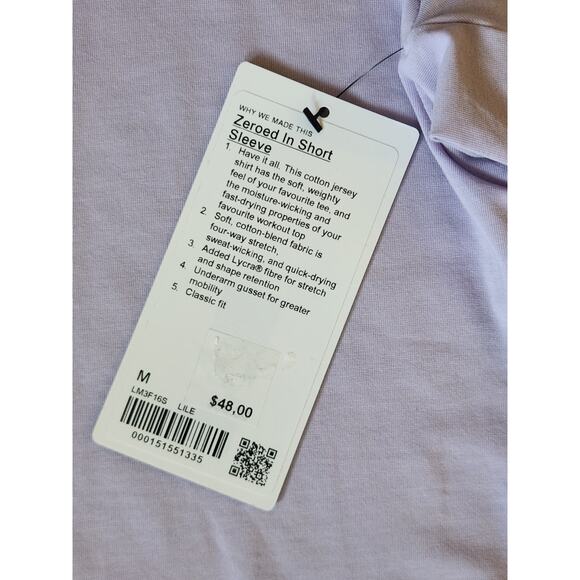 WHY WE MADE THIS
Zeroed In Short
Sleeve
1. Have it all. This cotton jersey
shirt has the soft, weighty
feel of your favourite tee, and
the moisture-wicking and
fast-drying properties of your
favourite workout top
2. Soft, cotton-blend fabric is
four-way stretch,
sweat-wicking, and quick-drying
3. Added Lycra® fibre for stretch
and shape retention
4. Underarm gusset for greater
mobility
5. Classic fit
M
$48,00
LM3F16S LILE
000151551335